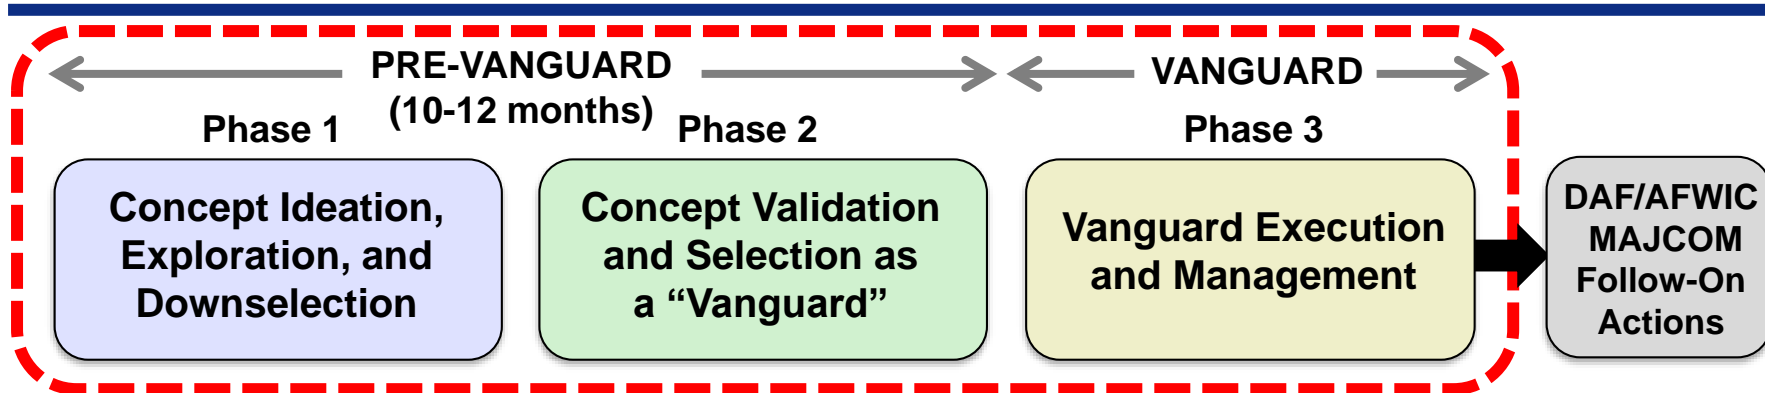 PRE-VANGUARD
(10-12 months)
VANGUARD
Phase 1
Phase 2
Phase 3
Concept Ideation,
Exploration, and
Downselection
Concept Validation
and Selection as
a “Vanguard”
Vanguard Execution
and Management
DAF/AFWIC
MAJCOM
Follow-On
Actions